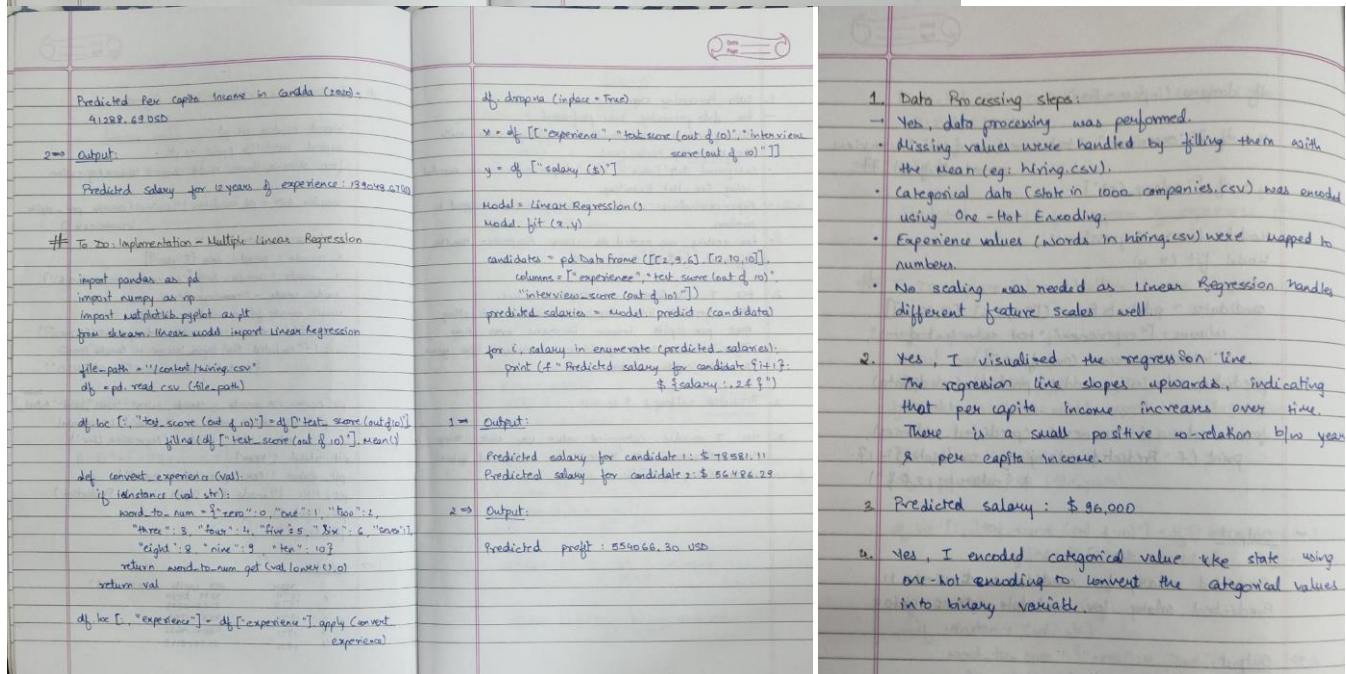 Predicted Per Capita Income in Canada (2020) -
41288.69 USD
2⇒ Output:
Predicted salary for 12 years of experience:
# To Do: Implementation - Multiple Linear Regression
import pandas as pd
import numpy as np
import matplotlib.pyplot as plt
from sklearn.linear_model import Linear Regression
file_path = "/content/hiring.csv"
df = pd.read_csv (file_path)
df.loc [:, "test_score (out of 10)"] = df ["test_score (out of 10)"]
fillna (df ["test_score (out of 10)"].mean()
def convert_experience (val):
if isinstance (val, str):
word_to_num = {"zero":0, "one":1, "two":2,
"three":3, "four":4, "five":5, "six":6, "seven":7,
"eight":8, "nine":9, "ten":10}
return word_to_num.get (val.lower(), 0)
return val
df.loc [:, "experience"] = df ["experience"].apply (convert_
experience)
Date
Page
df.dropna (inplace = True)
x = df [["experience", "test_score (out of 10)", "interview
score (out of 10)"]]
y = df ["salary ($)"]
Model = Linear Regression()
Model.fit (x, y)
candidates = pd.DataFrame ([[2, 9, 6], [12, 10, 10]],
columns = ["experience", "test_score (out of 10)",
"interview_score (out of 10)"])
predicted salaries = model.predict (candidata)
for i, salary in enumerate (predicted_salaries):
print (f "Predicted salary for candidate {i+1}:
$ {salary:.2f}")
1⇒ Output:
Predicted salary for candidate 1: $ 78581.11
Predicted salary for candidate 2: $ 56486.29
2⇒ Output:
Predicted profit: 554066.30 USD
1. Data Processing steps:
→ Yes, data processing was performed.
• Missing values were handled by filling them with
the mean (eg: hiring.csv).
• Categorical data (state in 1000 companies.csv) was encoded
using One-Hot Encoding.
• Experience values (words in hiring.csv) were mapped to
numbers.
• No scaling was needed as Linear Regression handles
different feature scales well.
2. Yes, I visualized the regression line.
The regression line slopes upwards, indicating
that per capita income increases over time.
There is a small positive co-relation b/w year
& per capita income.
3. Predicted salary: $ 96,000
4. Yes, I encoded categorical value like state using
one-hot encoding to convert the categorical values
into binary variable.